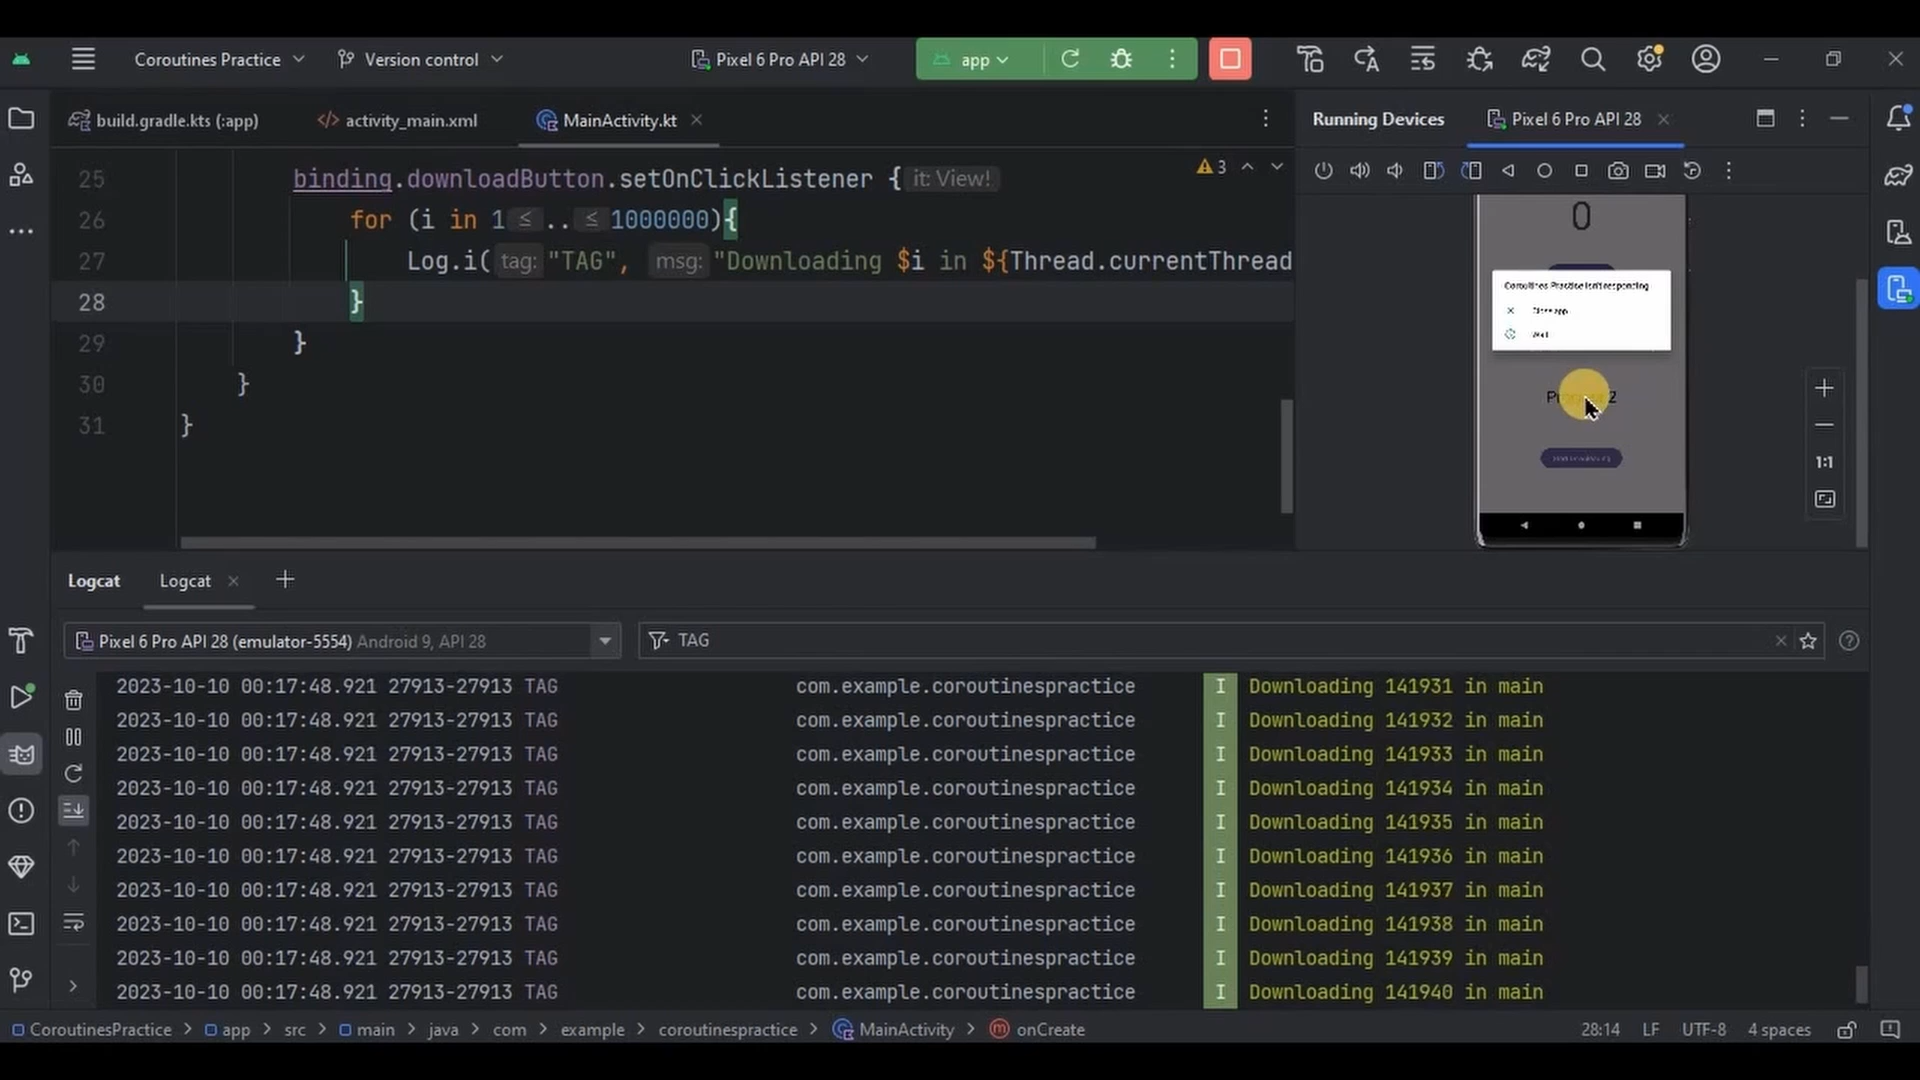 Coroutines Practice
Version control
Pixel 6 Pro API 28
app
build.gradle.kts (:app)
activity_main.xml
MainActivity.kt
Running Devices
Pixel 6 Pro API 28
25 binding.downloadButton.setOnClickListener { it: View!
3
26 for (i in 1 ≤ .. ≤ 1000000){
27 Log.i( tag: "TAG", msg: "Downloading $i in ${Thread.currentThread
28 }
29 }
30 }
31 }
0
Coroutines Practise isn't responding
Close app
Wait
2
1:1
Logcat
Logcat
Pixel 6 Pro API 28 (emulator-5554) Android 9, API 28
TAG
2023-10-10 00:17:48.921 27913-27913 TAG com.example.coroutinespractice I Downloading 141931 in main
2023-10-10 00:17:48.921 27913-27913 TAG com.example.coroutinespractice I Downloading 141932 in main
2023-10-10 00:17:48.921 27913-27913 TAG com.example.coroutinespractice I Downloading 141933 in main
2023-10-10 00:17:48.921 27913-27913 TAG com.example.coroutinespractice I Downloading 141934 in main
2023-10-10 00:17:48.921 27913-27913 TAG com.example.coroutinespractice I Downloading 141935 in main
2023-10-10 00:17:48.921 27913-27913 TAG com.example.coroutinespractice I Downloading 141936 in main
2023-10-10 00:17:48.921 27913-27913 TAG com.example.coroutinespractice I Downloading 141937 in main
2023-10-10 00:17:48.921 27913-27913 TAG com.example.coroutinespractice I Downloading 141938 in main
2023-10-10 00:17:48.921 27913-27913 TAG com.example.coroutinespractice I Downloading 141939 in main
2023-10-10 00:17:48.921 27913-27913 TAG com.example.coroutinespractice I Downloading 141940 in main
CoroutinesPractice > app > src > main > java > com > example > coroutinespractice > MainActivity > onCreate
28:14 LF UTF-8 4 spaces